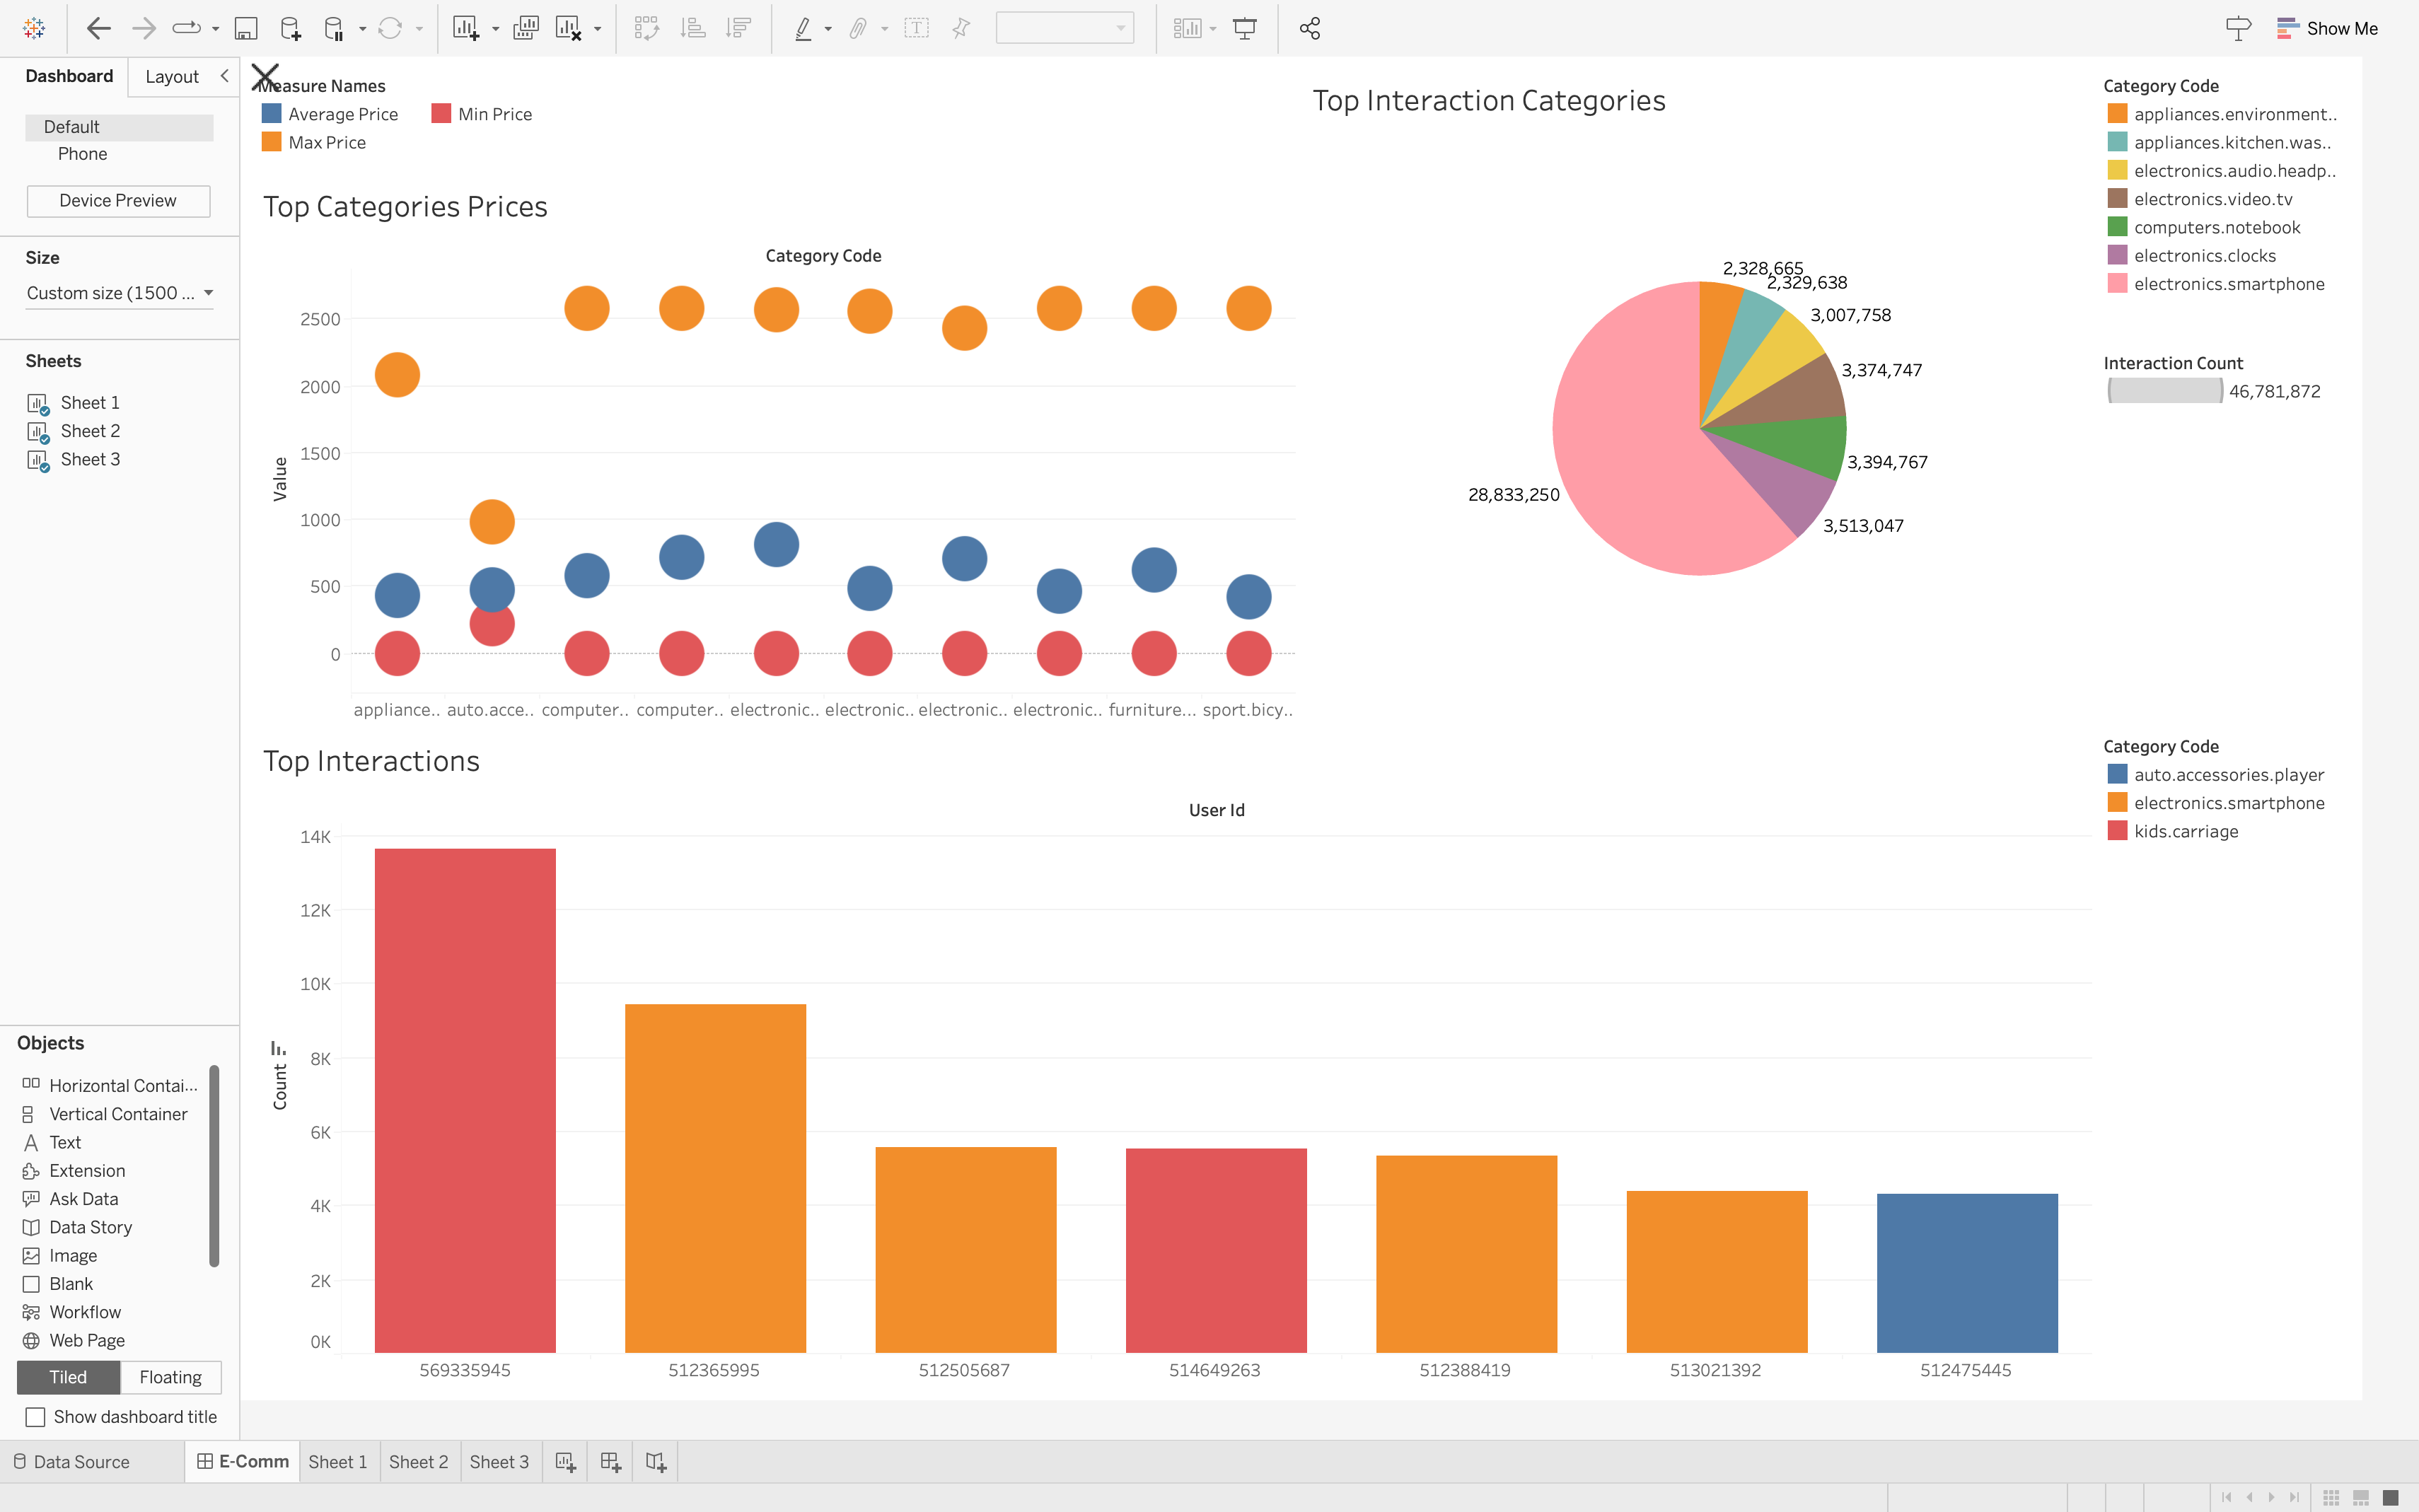 Show Me
Dashboard
Layout
Default
Phone
Device Preview
Size
Custom size (1500 ...
Sheets
Sheet 1
Sheet 2
Sheet 3
Objects
Horizontal Contai...
Vertical Container
Text
Extension
Ask Data
Data Story
Image
Blank
Workflow
Web Page
Tiled
Floating
Show dashboard title
Measure Names
Average Price
Min Price
Max Price
Top Categories Prices
Category Code
Value
2500
2000
1500
1000
500
0
appliance..
auto.acce..
computer..
computer..
electronic..
electronic..
electronic..
electronic..
furniture...
sport.bicy..
Top Interaction Categories
2,328,665
2,329,638
3,007,758
3,374,747
3,394,767
3,513,047
28,833,250
Category Code
appliances.environment..
appliances.kitchen.was..
electronics.audio.headp..
electronics.video.tv
computers.notebook
electronics.clocks
electronics.smartphone
Interaction Count
46,781,872
Top Interactions
User Id
Count
14K
12K
10K
8K
6K
4K
2K
0K
569335945
512365995
512505687
514649263
512388419
513021392
512475445
Category Code
auto.accessories.player
electronics.smartphone
kids.carriage
Data Source
E-Comm
Sheet 1
Sheet 2
Sheet 3